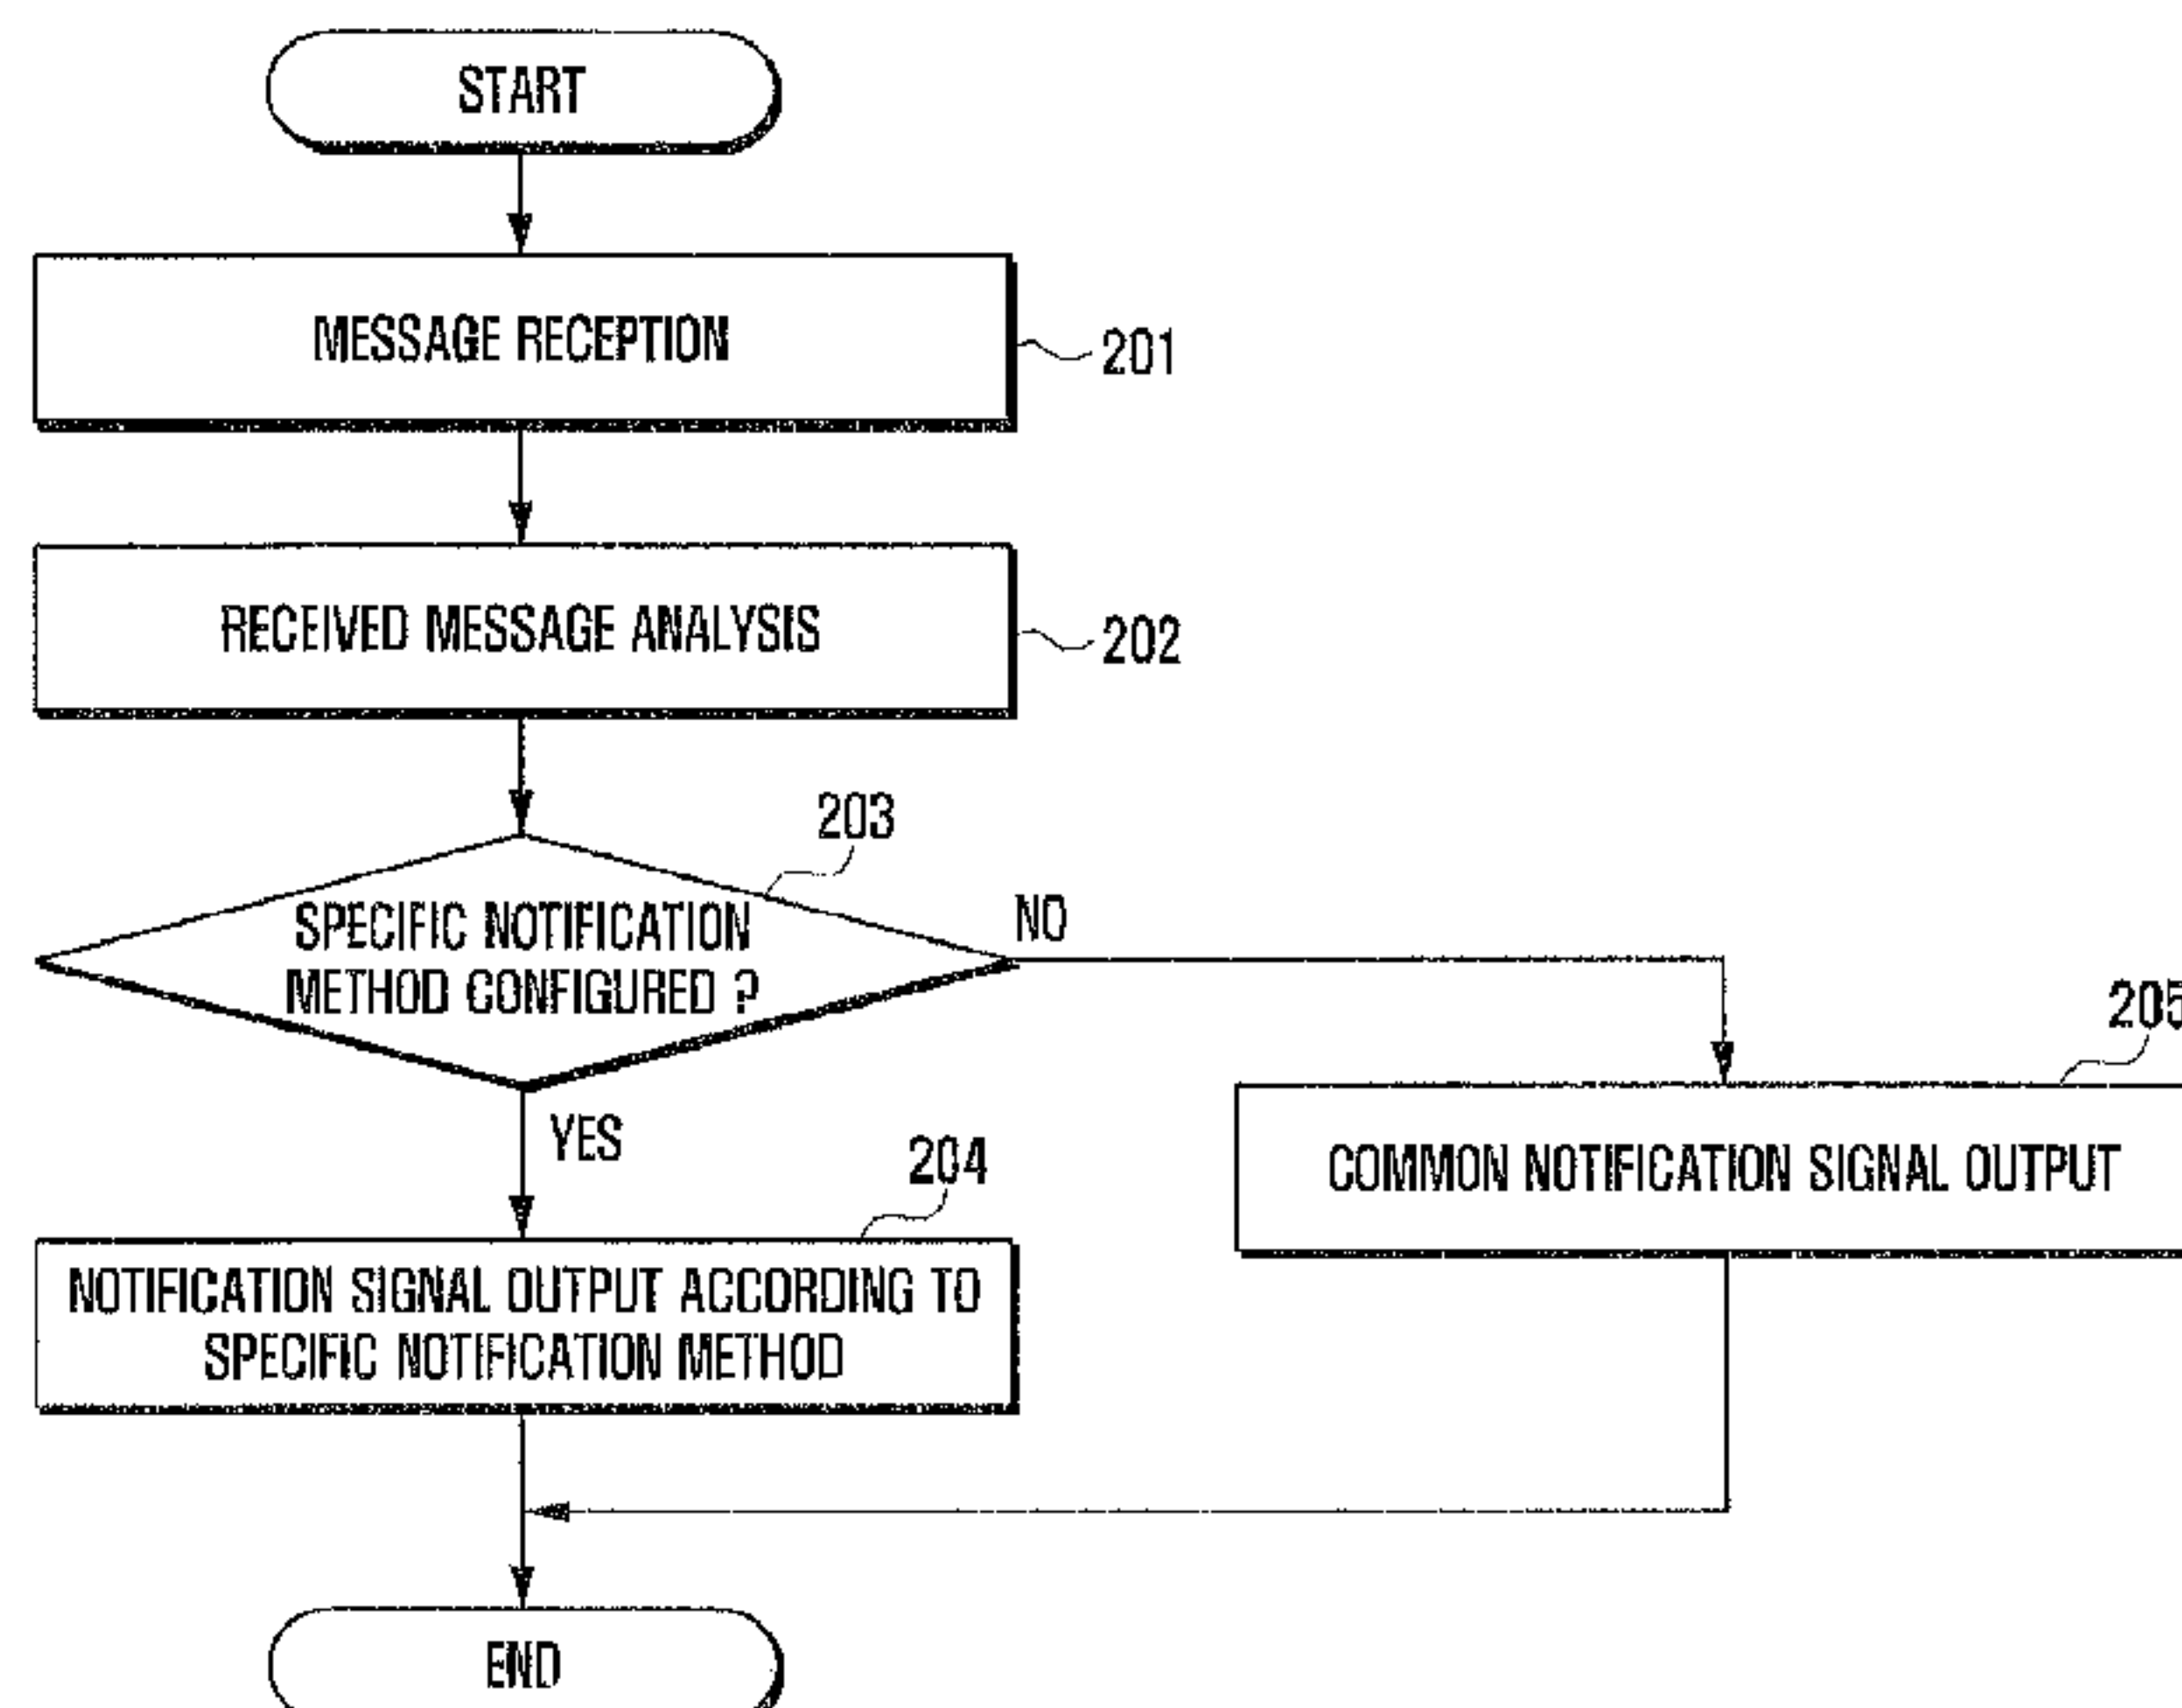 START
MESSAGE RECEPTION
201
RECEIVED MESSAGE ANALYSIS
202
203
SPECIFIC NOTIFICATION
METHOD CONFIGURED ?
NO
YES
204
NOTIFICATION SIGNAL OUTPUT ACCORDING TO
SPECIFIC NOTIFICATION METHOD
205
COMMON NOTIFICATION SIGNAL OUTPUT
END